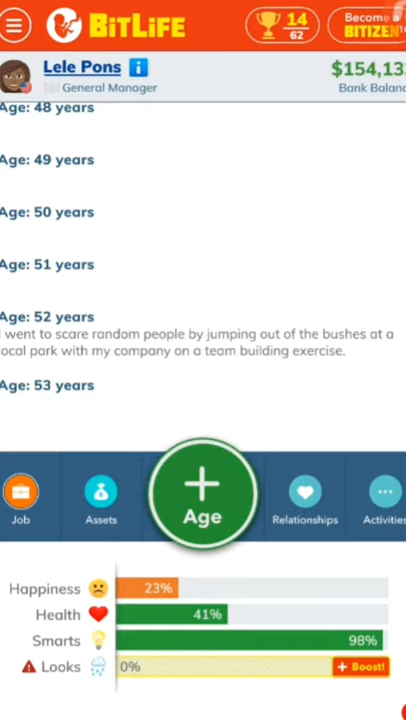 BitLife
14
62
Become a
BITIZEN
Lele Pons i
General Manager
$154,13
Bank Balanc
Age: 48 years
Age: 49 years
Age: 50 years
Age: 51 years
Age: 52 years
I went to scare random people by jumping out of the bushes at a
local park with my company on a team building exercise.
Age: 53 years
+
Age
Job
Assets
Relationships
Activities
Happiness 23%
Health 41%
Smarts 98%
Looks 0% + Boost!